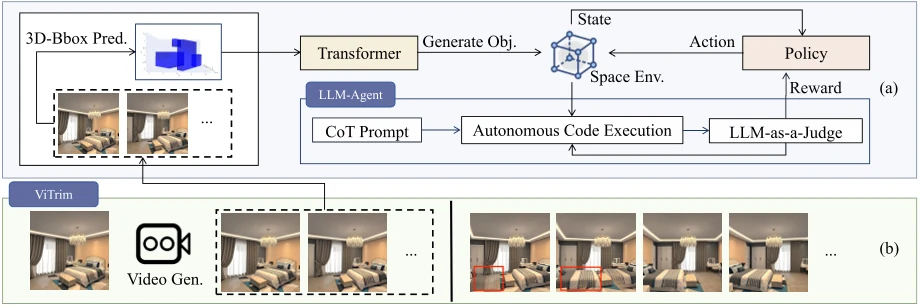 3D-Bbox Pred.
...
Transformer
Generate Obj.
State
Space Env.
Action
Policy
Reward
(a)
LLM-Agent
CoT Prompt
Autonomous Code Execution
LLM-as-a-Judge
ViTrim
Video Gen.
...
...
(b)